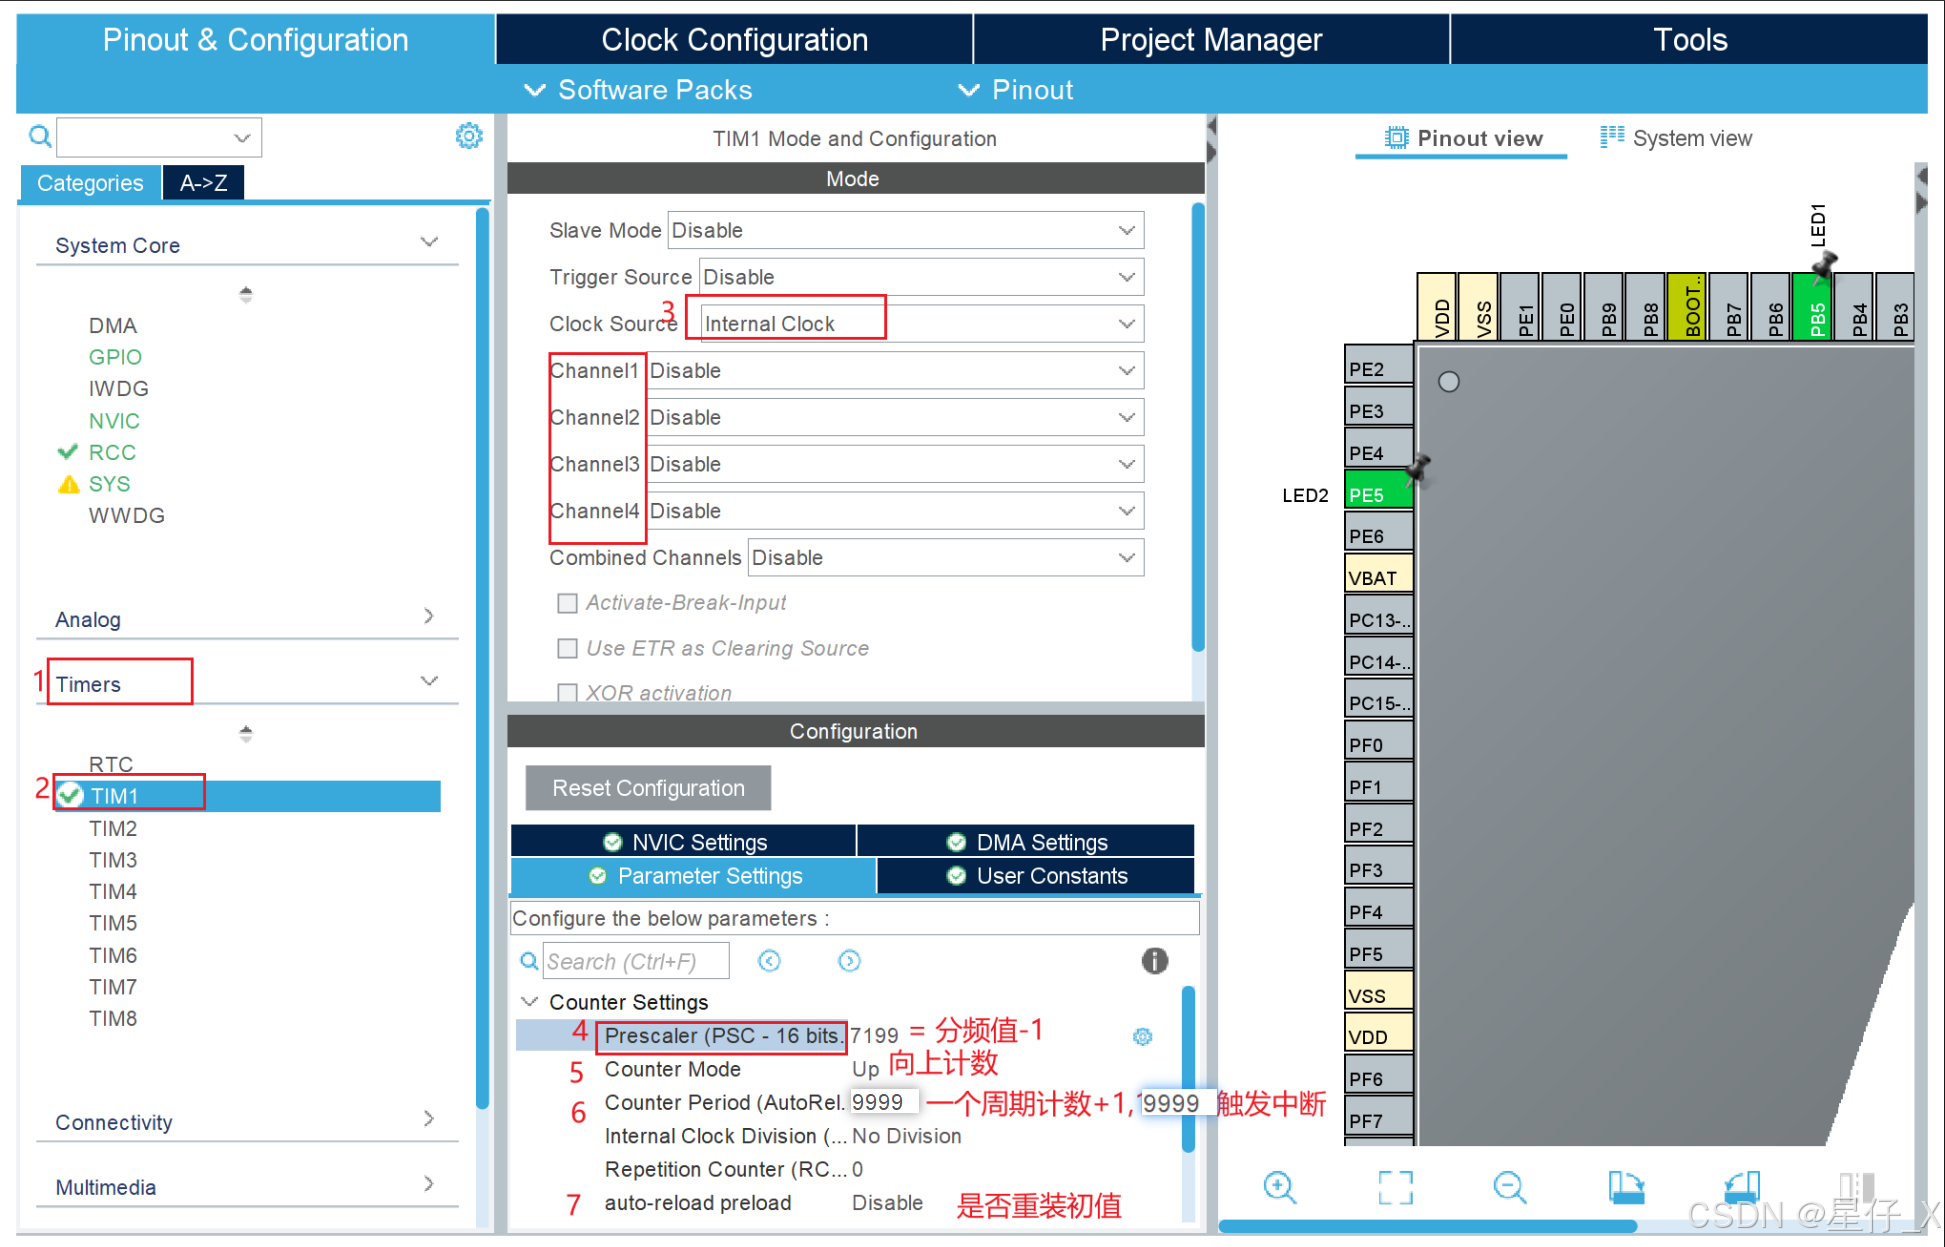 Pinout & Configuration
Clock Configuration
Project Manager
Tools
Software Packs
Pinout
Categories
A->Z
System Core
DMA
GPIO
IWDG
NVIC
RCC
SYS
WWDG
Analog
1 Timers
RTC
2 TIM1
TIM2
TIM3
TIM4
TIM5
TIM6
TIM7
TIM8
Connectivity
Multimedia
TIM1 Mode and Configuration
Mode
Slave Mode Disable
Trigger Source Disable
Clock Source 3 Internal Clock
Channel1 Disable
Channel2 Disable
Channel3 Disable
Channel4 Disable
Combined Channels Disable
Activate-Break-Input
Use ETR as Clearing Source
XOR activation
Configuration
Reset Configuration
NVIC Settings
DMA Settings
Parameter Settings
User Constants
Configure the below parameters :
Search (Ctrl+F)
Counter Settings
4 Prescaler (PSC - 16 bits... 7199 = 分频值-1
5 Counter Mode Up 向上计数
6 Counter Period (AutoRel... 9999 一个周期计数+1, 9999 触发中断
Internal Clock Division (... No Division
Repetition Counter (RC... 0
7 auto-reload preload Disable 是否重装初值
Pinout view
System view
LED1
VDD
VSS
PE1
PE0
PB9
PB8
BOOT..
PB7
PB6
PB5
PB4
PB3
PE2
PE3
PE4
LED2 PE5
PE6
VBAT
PC13-..
PC14-..
PC15-..
PF0
PF1
PF2
PF3
PF4
PF5
VSS
VDD
PF6
PF7
CSDN @星仔_X